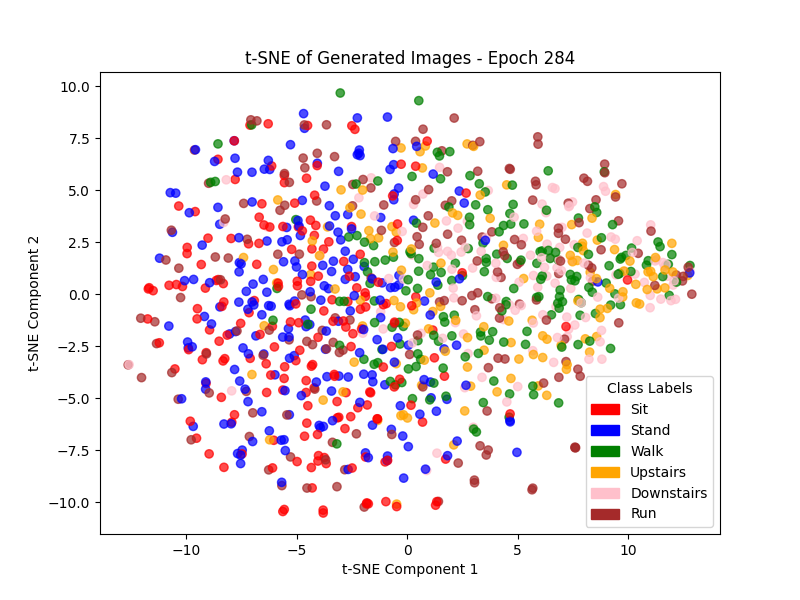 t-SNE of Generated Images - Epoch 284
10.0
7.5
5.0
2.5
0.0
−2.5
−5.0
−7.5
−10.0
t-SNE Component 2
Class Labels
Sit
Stand
Walk
Upstairs
Downstairs
Run
−10
−5
0
5
10
t-SNE Component 1